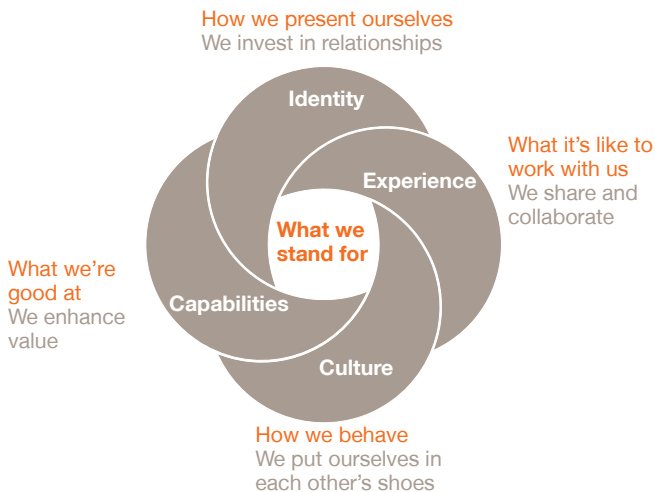 How we present ourselves
We invest in relationships
Identity
What it’s like to
work with us
We share and
collaborate
Experience
What we
stand for
What we’re
good at
We enhance
value
Capabilities
Culture
How we behave
We put ourselves in
each other’s shoes